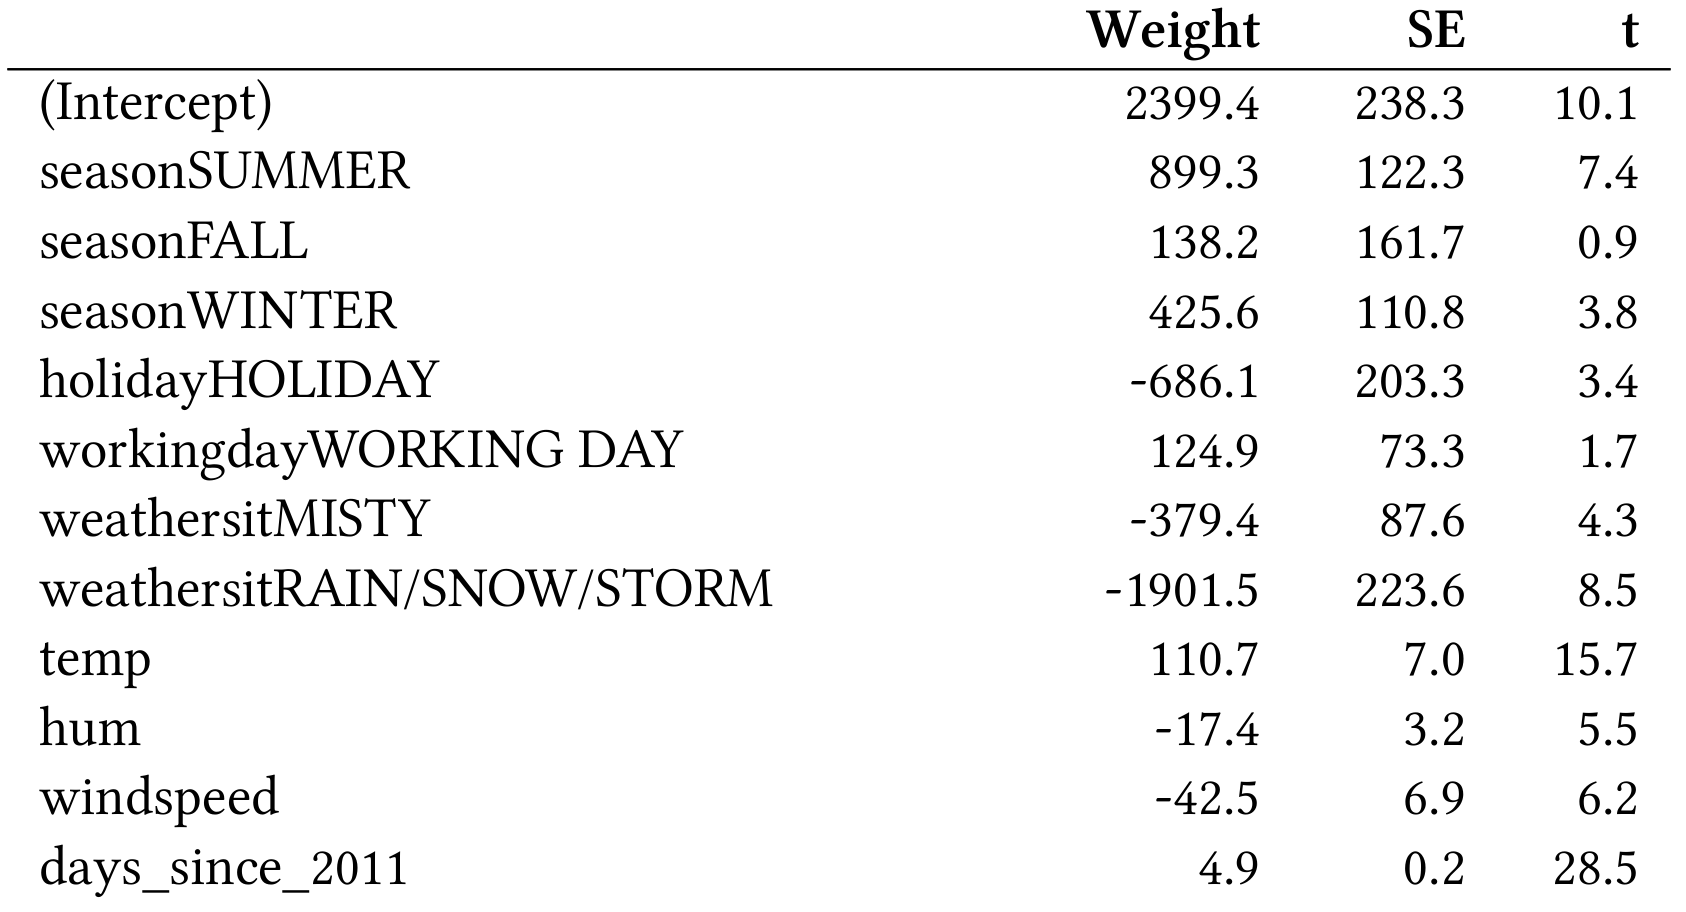 Weight SE t
(Intercept) 2399.4 238.3 10.1
seasonSUMMER 899.3 122.3 7.4
seasonFALL 138.2 161.7 0.9
seasonWINTER 425.6 110.8 3.8
holidayHOLIDAY -686.1 203.3 3.4
workingdayWORKING DAY 124.9 73.3 1.7
weathersitMISTY -379.4 87.6 4.3
weathersitRAIN/SNOW/STORM -1901.5 223.6 8.5
temp 110.7 7.0 15.7
hum -17.4 3.2 5.5
windspeed -42.5 6.9 6.2
days_since_2011 4.9 0.2 28.5